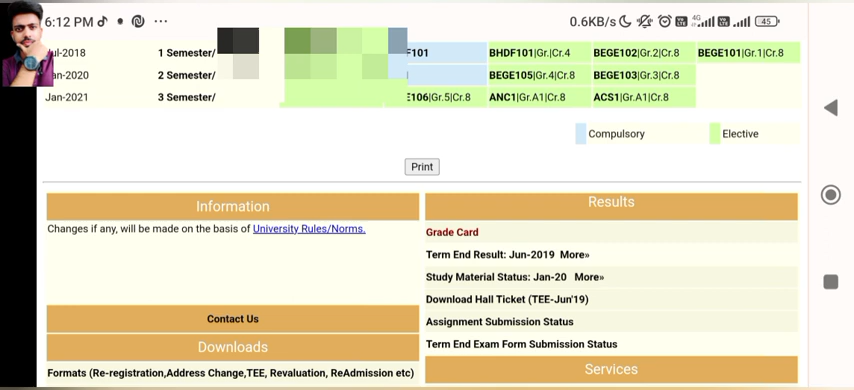 6:12 PM
0.6KB/s
4G
45
Jul-2018 1 Semester/ BHDF101|Gr.|Cr.4 BEGE102|Gr.2|Cr.8 BEGE101|Gr.1|Cr.8
Jan-2020 2 Semester/ BEGE105|Gr.4|Cr.8 BEGE103|Gr.3|Cr.8
Jan-2021 3 Semester/ E106|Gr.5|Cr.8 ANC1|Gr.A1|Cr.8 ACS1|Gr.A1|Cr.8
Compulsory Elective
Print
Information
Changes if any, will be made on the basis of University Rules/Norms.
Contact Us
Downloads
Formats (Re-registration,Address Change,TEE, Revaluation, ReAdmission etc)
Results
Grade Card
Term End Result: Jun-2019 More»
Study Material Status: Jan-20 More»
Download Hall Ticket (TEE-Jun'19)
Assignment Submission Status
Term End Exam Form Submission Status
Services